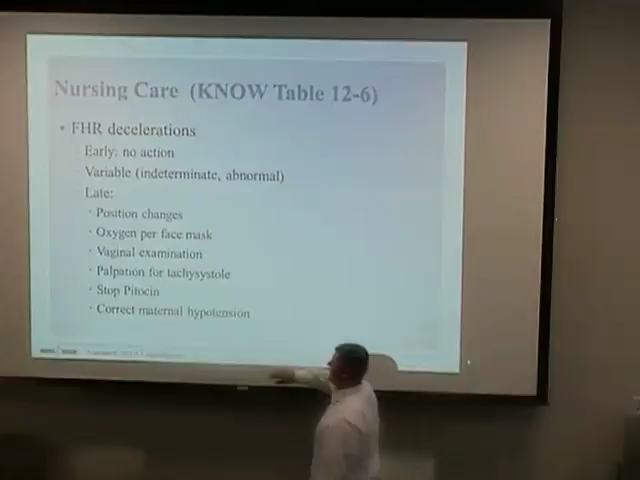 Nursing Care (KNOW Table 12-6)
• FHR decelerations
Early: no action
Variable (indeterminate, abnormal)
Late:
• Position changes
• Oxygen per face mask
• Vaginal examination
• Palpation for tachysystole
• Stop Pitocin
• Correct maternal hypotension